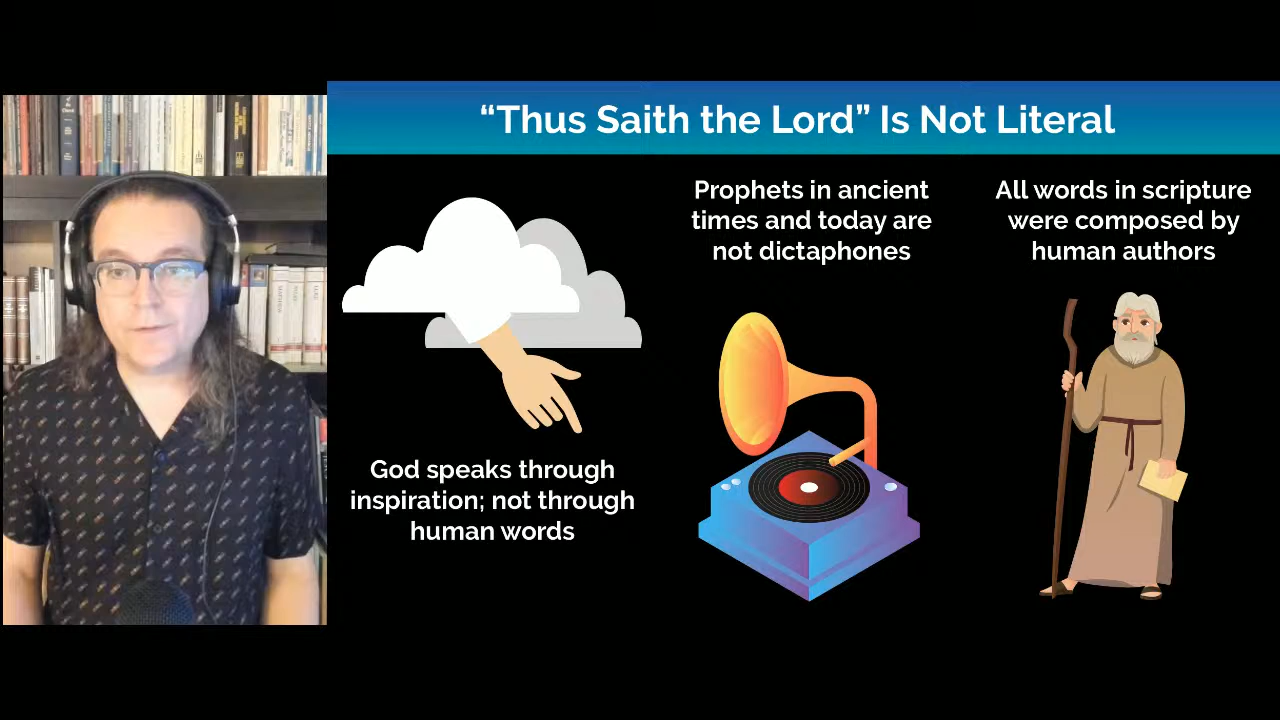 “Thus Saith the Lord” Is Not Literal
God speaks through
inspiration; not through
human words
Prophets in ancient
times and today are
not dictaphones
All words in scripture
were composed by
human authors